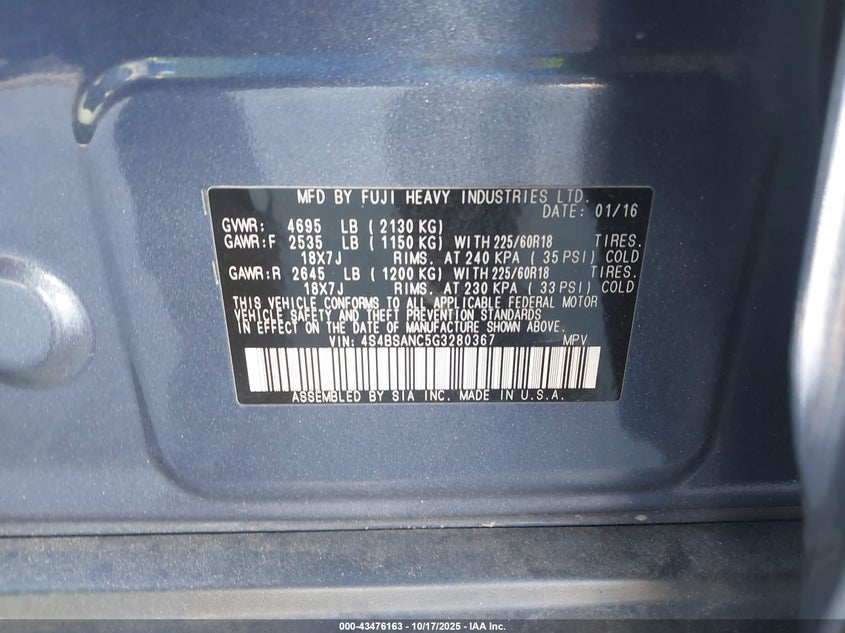 MFD BY FUJI HEAVY INDUSTRIES LTD.
DATE: 01/16
GVWR: 4695 LB (2130 KG)
GAWR:F 2535 LB (1150 KG) WITH 225/60R18 TIRES.
18X7J RIMS. AT 240 KPA ( 35 PSI) COLD
GAWR:R 2645 LB (1200 KG) WITH 225/60R18 TIRES.
18X7J RIMS. AT 230 KPA ( 33 PSI) COLD
THIS VEHICLE CONFORMS TO ALL APPLICABLE FEDERAL MOTOR
VEHICLE SAFETY AND THEFT PREVENTION STANDARDS
IN EFFECT ON THE DATE OF MANUFACTURE SHOWN ABOVE.
VIN: 4S4BSANC5G3280367 MPV
ASSEMBLED BY SIA INC. MADE IN U.S.A.
000-43476163 - 10/17/2025 - IAA Inc.